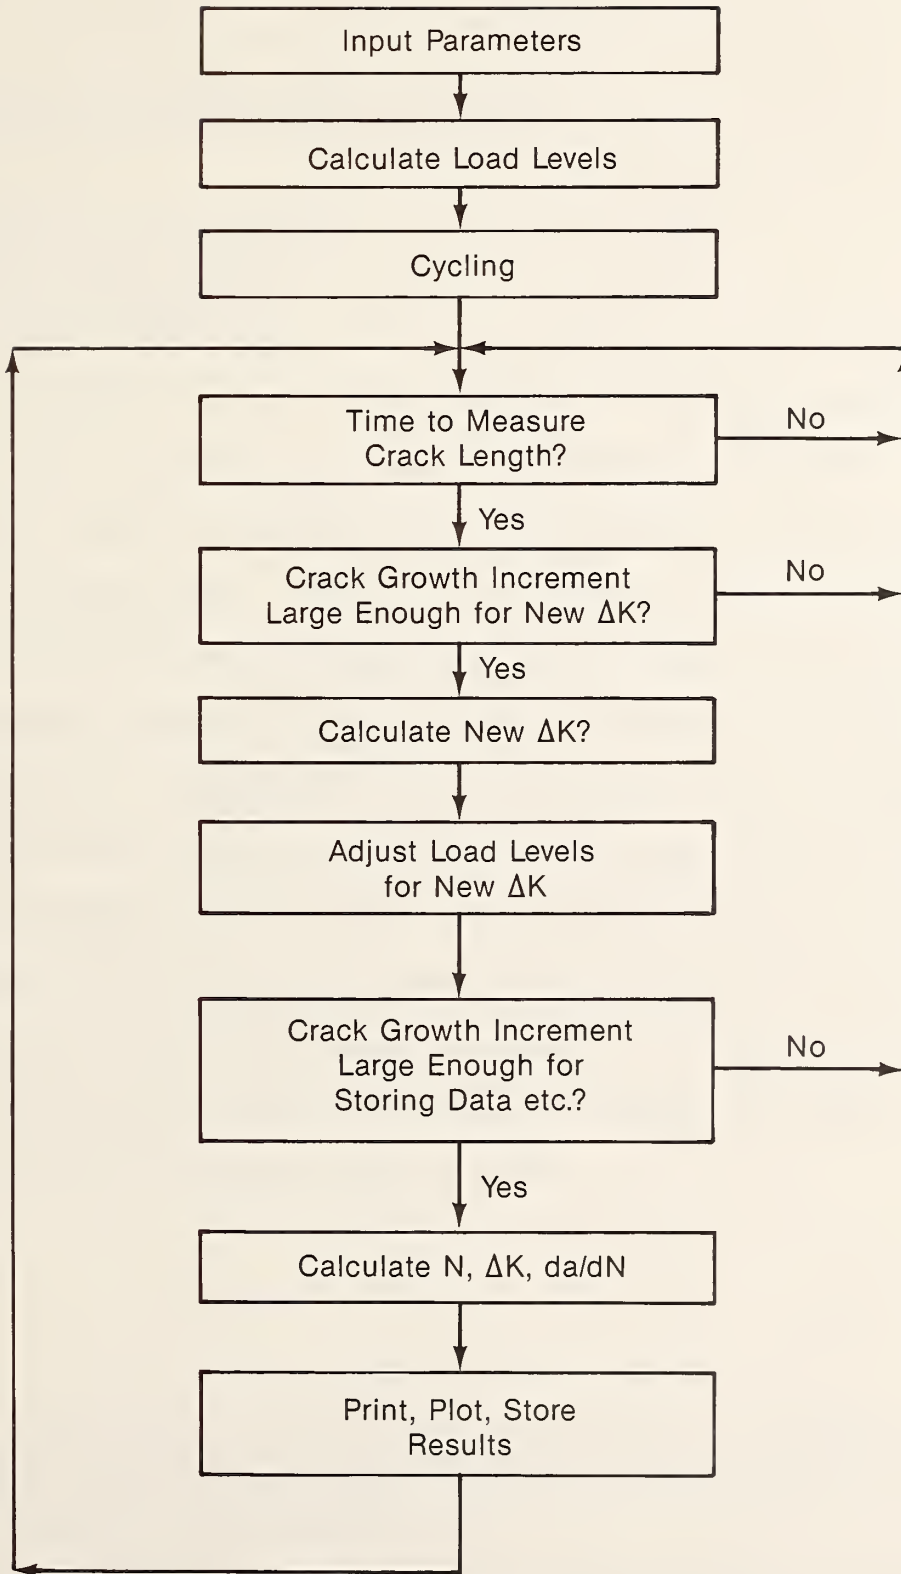 Input Parameters
Calculate Load Levels
Cycling
Time to Measure
Crack Length?
No
Yes
Crack Growth Increment
Large Enough for New ΔK?
No
Yes
Calculate New ΔK?
Adjust Load Levels
for New ΔK
Crack Growth Increment
Large Enough for
Storing Data etc.?
No
Yes
Calculate N, ΔK, da/dN
Print, Plot, Store
Results